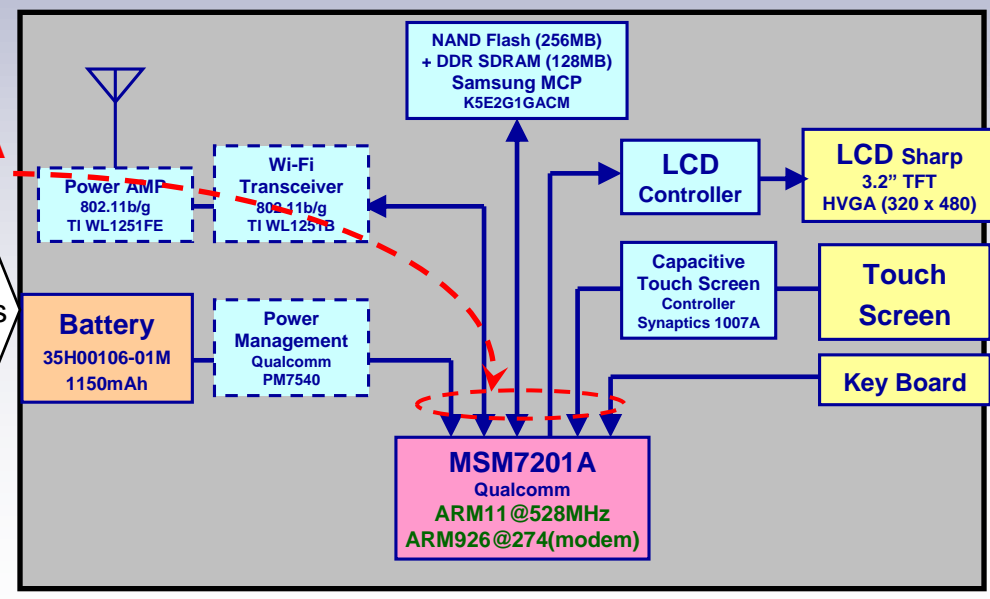 NAND Flash (256MB)
+ DDR SDRAM (128MB)
Samsung MCP
K5E2G1GACM
Power AMP
802.11b/g
TI WL1251FE
Wi-Fi
Transceiver
802.11b/g
TI WL1251B
LCD
Controller
LCD Sharp
3.2” TFT
HVGA (320 x 480)
Capacitive
Touch Screen
Controller
Synaptics 1007A
Touch
Screen
s
Battery
35H00106-01M
1150mAh
Power
Management
Qualcomm
PM7540
Key Board
MSM7201A
Qualcomm
ARM11@528MHz
ARM926@274(modem)